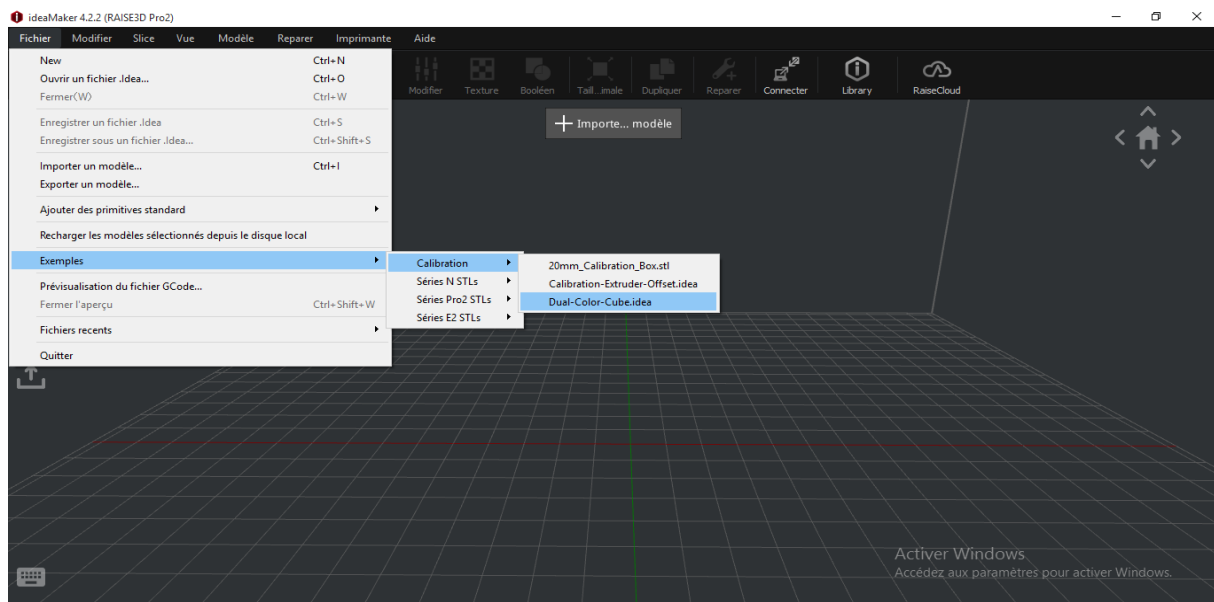 ideaMaker 4.2.2 (RAISE3D Pro2)
Fichier Modifier Slice Vue Modèle Reparer Imprimante Aide
New Ctrl+N
Ouvrir un fichier .Idea... Ctrl+O
Fermer(W) Ctrl+W
Enregistrer un fichier .Idea Ctrl+S
Enregistrer sous un fichier .Idea... Ctrl+Shift+S
Importer un modèle... Ctrl+I
Exporter un modèle...
Ajouter des primitives standard
Recharger les modèles sélectionnés depuis le disque local
Exemples
Prévisualisation du fichier GCode...
Fermer l'aperçu Ctrl+Shift+W
Fichiers recents
Quitter
Calibration
Séries N STLs
Séries Pro2 STLs
Séries E2 STLs
20mm_Calibration_Box.stl
Calibration-Extruder-Offset.idea
Dual-Color-Cube.idea
Modifier Texture Booléen Taill...imale Dupliquer Reparer Connecter Library RaiseCloud
Importe... modèle
Activer Windows
Accédez aux paramètres pour activer Windows.